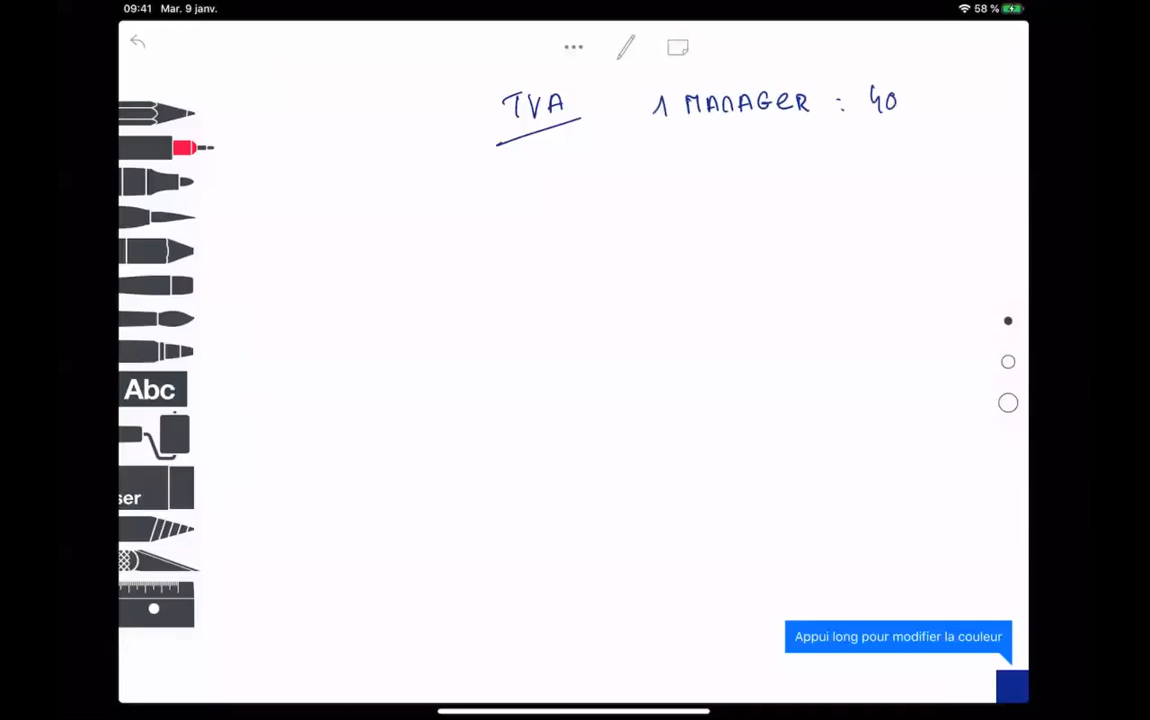 09:41 Mar. 9 janv. 58 %
TVA 1 MANAGER : 40
Abc
ser
Appui long pour modifier la couleur